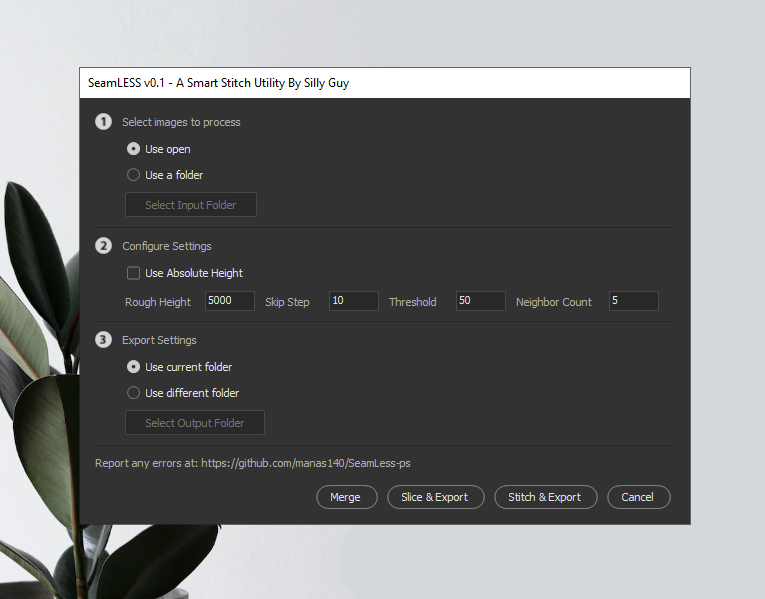 SeamLESS v0.1 - A Smart Stitch Utility By Silly Guy
1 Select images to process
Use open
Use a folder
Select Input Folder
2 Configure Settings
Use Absolute Height
Rough Height 5000 Skip Step 10 Threshold 50 Neighbor Count 5
3 Export Settings
Use current folder
Use different folder
Select Output Folder
Report any errors at: https://github.com/manas140/SeamLess-ps
Merge Slice & Export Stitch & Export Cancel